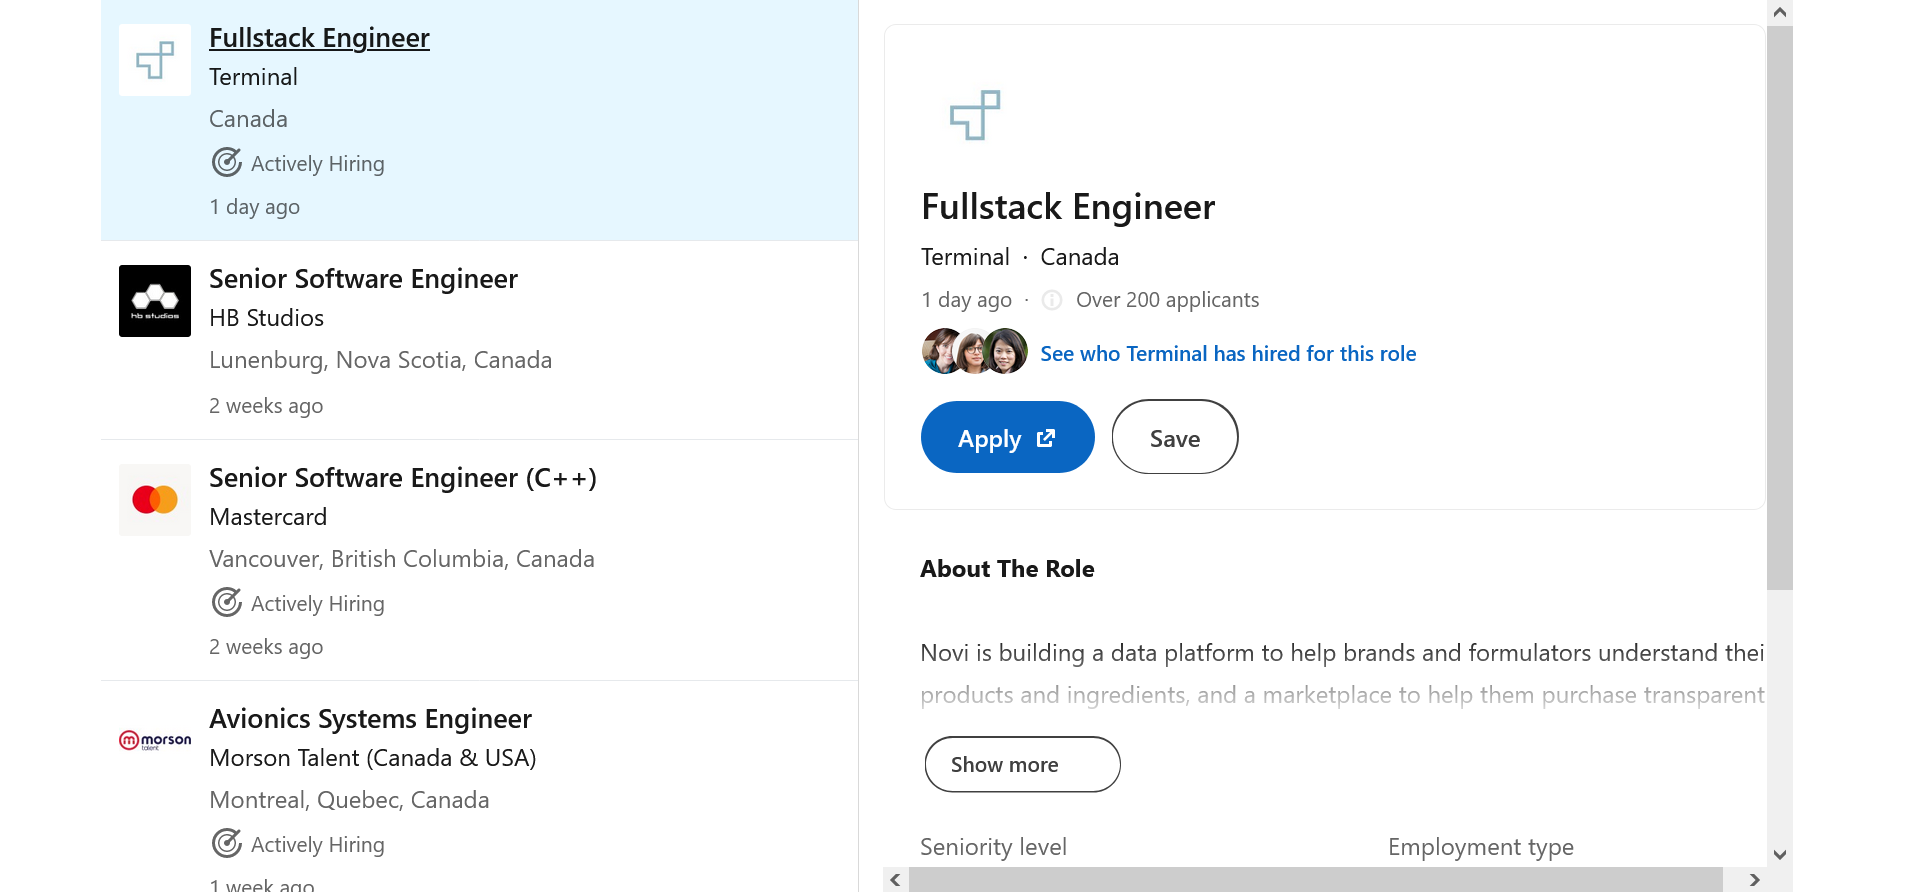 Fullstack Engineer
Terminal
Canada
Actively Hiring
1 day ago
hb studios
Senior Software Engineer
HB Studios
Lunenburg, Nova Scotia, Canada
2 weeks ago
Senior Software Engineer (C++)
Mastercard
Vancouver, British Columbia, Canada
Actively Hiring
2 weeks ago
m morson
talent
Avionics Systems Engineer
Morson Talent (Canada & USA)
Montreal, Quebec, Canada
Actively Hiring
1 week ago
Fullstack Engineer
Terminal · Canada
1 day ago · Over 200 applicants
See who Terminal has hired for this role
Apply
Save
About The Role
Novi is building a data platform to help brands and formulators understand thei
products and ingredients, and a marketplace to help them purchase transparent
Show more
Seniority level
Employment type